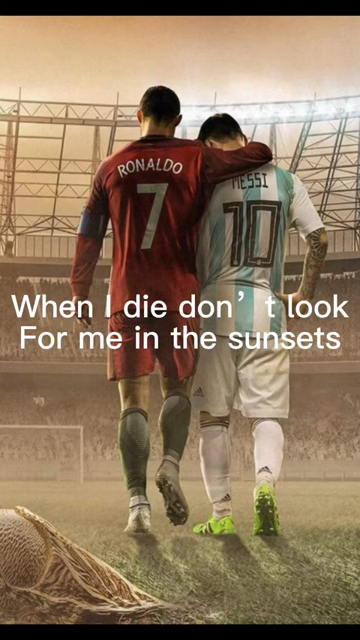 RONALDO
7
MESSI
10
When I die don’t look
For me in the sunsets